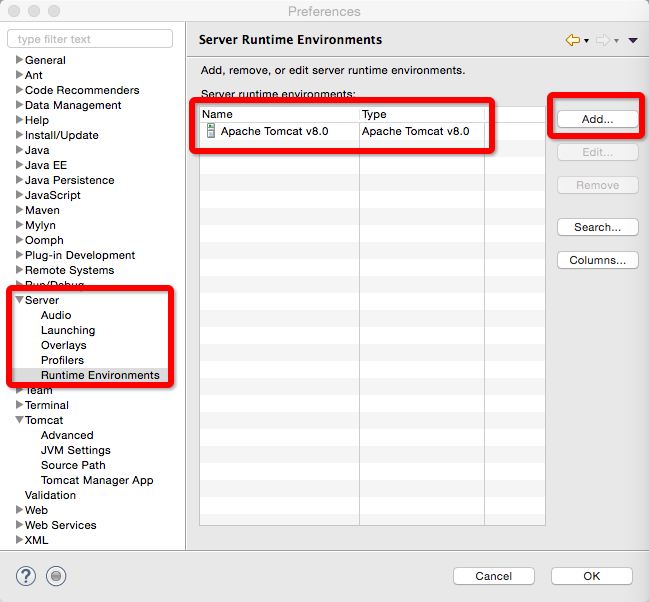 Preferences
type filter text
General
Ant
Code Recommenders
Data Management
Help
Install/Update
Java
Java EE
Java Persistence
JavaScript
Maven
Mylyn
Oomph
Plug-in Development
Remote Systems
Run/Debug
Server
Audio
Launching
Overlays
Profilers
Runtime Environments
Team
Terminal
Tomcat
Advanced
JVM Settings
Source Path
Tomcat Manager App
Validation
Web
Web Services
XML
Server Runtime Environments
Add, remove, or edit server runtime environments.
Server runtime environments:
Name Type
Apache Tomcat v8.0 Apache Tomcat v8.0
Add...
Edit...
Remove
Search...
Columns...
?
Cancel OK